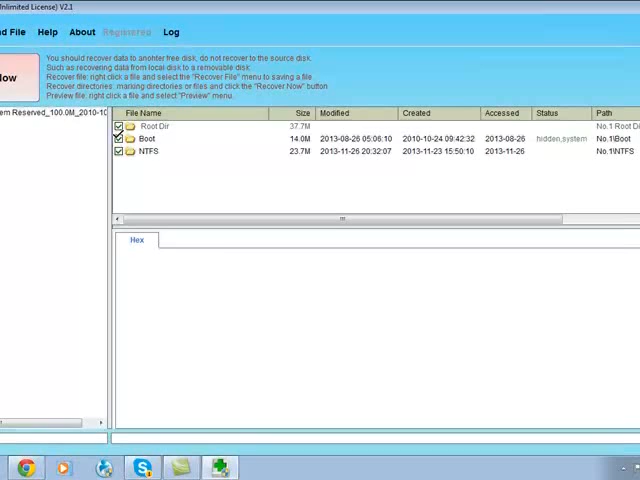 Unlimited License) V2.1
d File Help About Registered Log
Now
You should recover data to anohter free disk, do not recover to the source disk.
Such as recovering data from local disk to a removable disk.
Recover file: right click a file and select the "Recover File" menu to saving a file.
Recover directories: marking directories or files and click the "Recover Now" button
Preview file: right click a file and select "Preview" menu.
em Reserved_100.0M_2010-10
File Name Size Modified Created Accessed Status Path
Root Dir 37.7M No.1 Root Di
Boot 14.0M 2013-08-26 05:06:10 2010-10-24 09:42:32 2013-08-26 hidden,system No.1\Boot
NTFS 23.7M 2013-11-26 20:32:07 2013-11-23 15:50:10 2013-11-26 No.1\NTFS
Hex